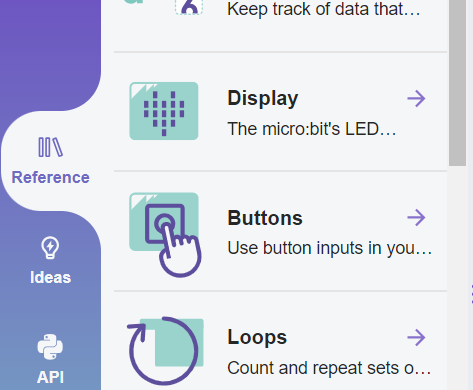 Keep track of data that…
Display
The micro:bit's LED…
Reference
Buttons
Use button inputs in you…
Ideas
Loops
Count and repeat sets o…
API